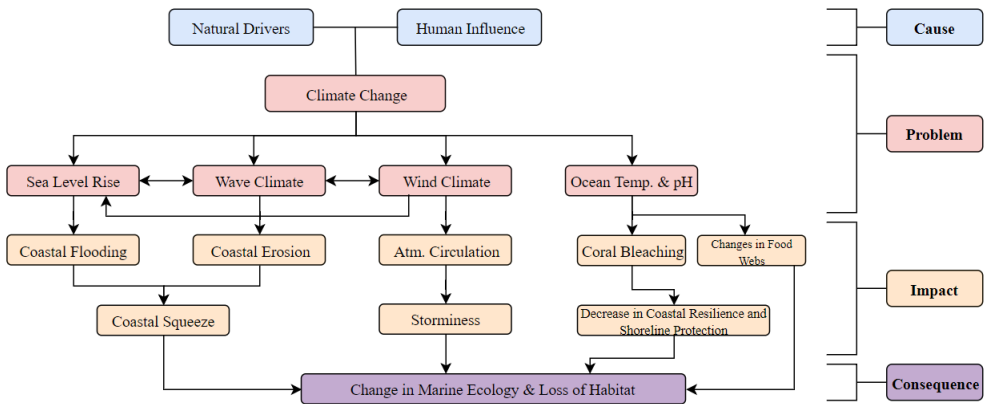 Natural Drivers
Human Influence
Cause
Climate Change
Problem
Sea Level Rise
Wave Climate
Wind Climate
Ocean Temp. & pH
Coastal Flooding
Coastal Erosion
Atm. Circulation
Coral Bleaching
Changes in Food
Webs
Impact
Coastal Squeeze
Storminess
Decrease in Coastal Resilience and
Shoreline Protection
Change in Marine Ecology & Loss of Habitat
Consequence